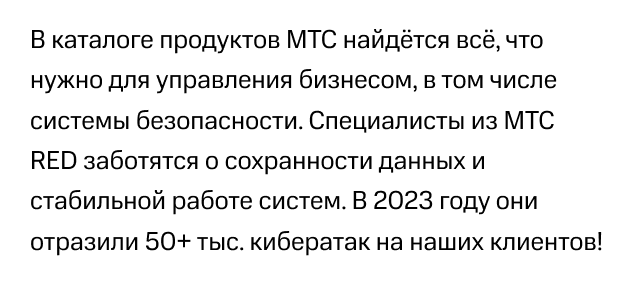 В каталоге продуктов МТС найдётся всё, что
нужно для управления бизнесом, в том числе
системы безопасности. Специалисты из МТС
RED заботятся о сохранности данных и
стабильной работе систем. В 2023 году они
отразили 50+ тыс. кибератак на наших клиентов!